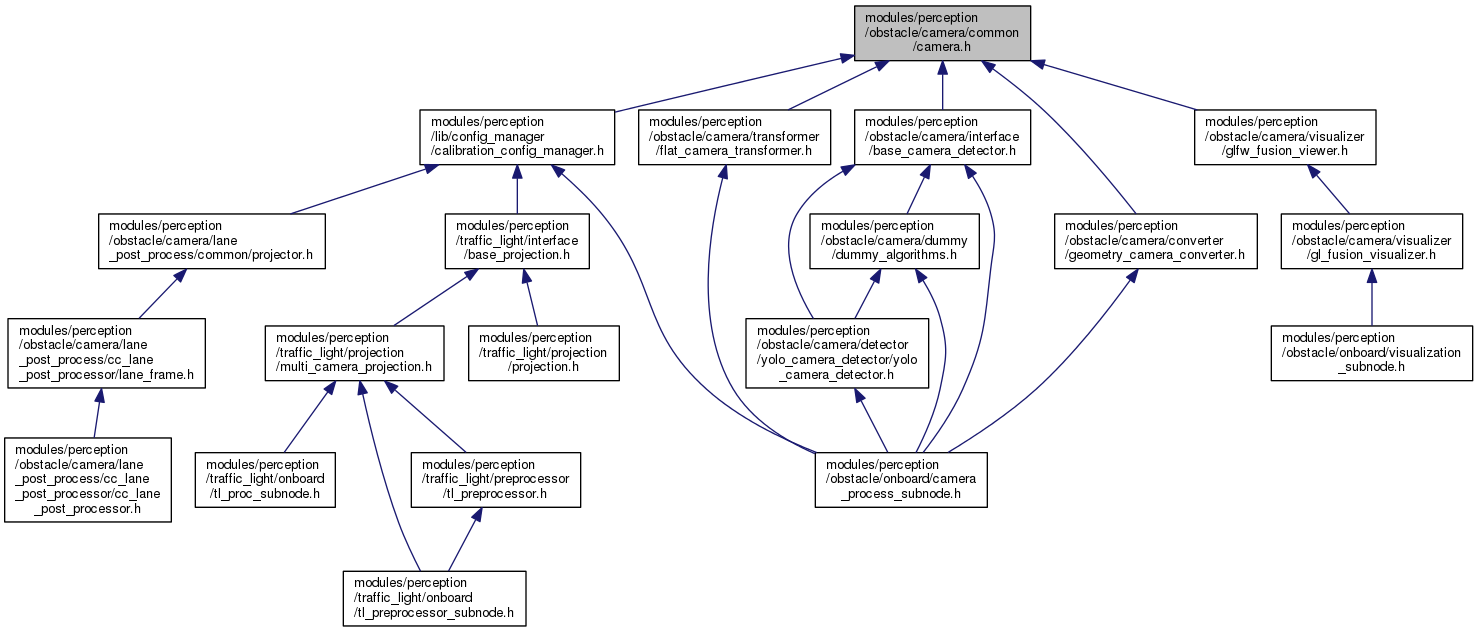 modules/perception
/obstacle/camera/common
/camera.h
modules/perception
/lib/config_manager
/calibration_config_manager.h
modules/perception
/obstacle/camera/transformer
/flat_camera_transformer.h
modules/perception
/obstacle/camera/interface
/base_camera_detector.h
modules/perception
/obstacle/camera/visualizer
/glfw_fusion_viewer.h
modules/perception
/obstacle/camera/lane
_post_process/common/projector.h
modules/perception
/traffic_light/interface
/base_projection.h
modules/perception
/obstacle/camera/dummy
/dummy_algorithms.h
modules/perception
/obstacle/camera/converter
/geometry_camera_converter.h
modules/perception
/obstacle/camera/visualizer
/gl_fusion_visualizer.h
modules/perception
/obstacle/camera/lane
_post_process/cc_lane
_post_processor/lane_frame.h
modules/perception
/traffic_light/projection
/multi_camera_projection.h
modules/perception
/traffic_light/projection
/projection.h
modules/perception
/obstacle/camera/detector
/yolo_camera_detector/yolo
_camera_detector.h
modules/perception
/obstacle/onboard/visualization
_subnode.h
modules/perception
/obstacle/camera/lane
_post_process/cc_lane
_post_processor/cc_lane
_post_processor.h
modules/perception
/traffic_light/onboard
/tl_proc_subnode.h
modules/perception
/traffic_light/preprocessor
/tl_preprocessor.h
modules/perception
/obstacle/onboard/camera
_process_subnode.h
modules/perception
/traffic_light/onboard
/tl_preprocessor_subnode.h